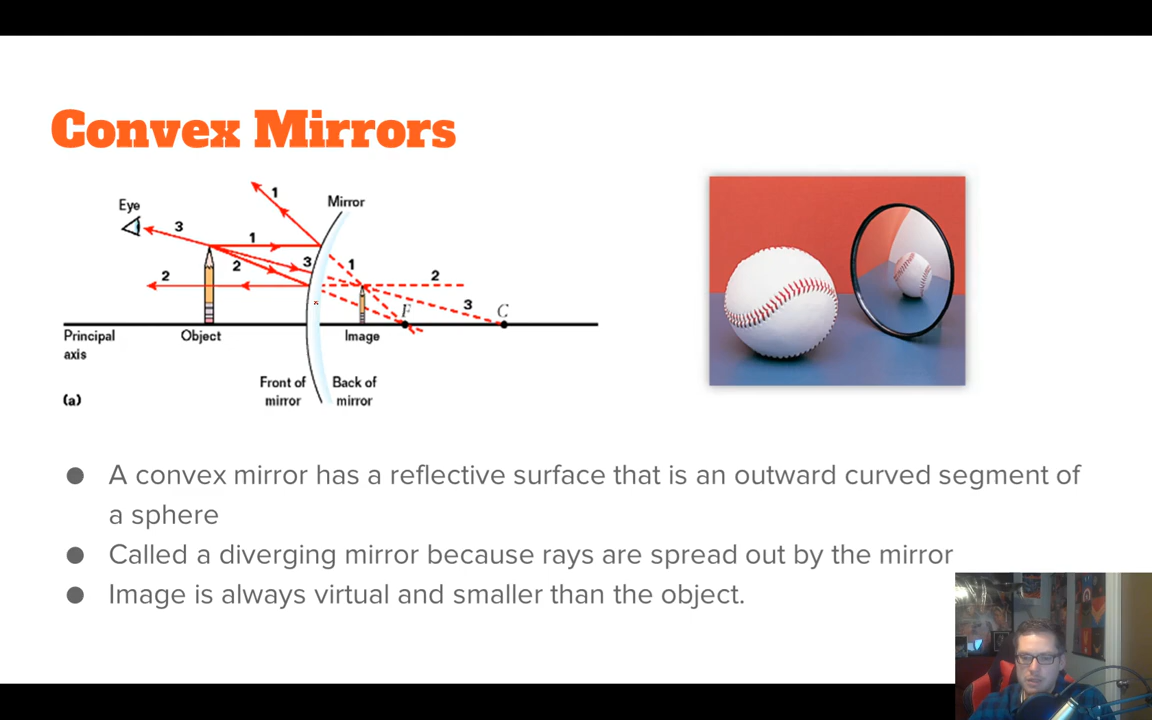 Convex Mirrors
1
Mirror
Eye
3
1
3
1
2
2
2
3
F
C
Principal
axis
Object
Image
Front of
mirror
Back of
mirror
(a)
● A convex mirror has a reflective surface that is an outward curved segment of
a sphere
● Called a diverging mirror because rays are spread out by the mirror
● Image is always virtual and smaller than the object.